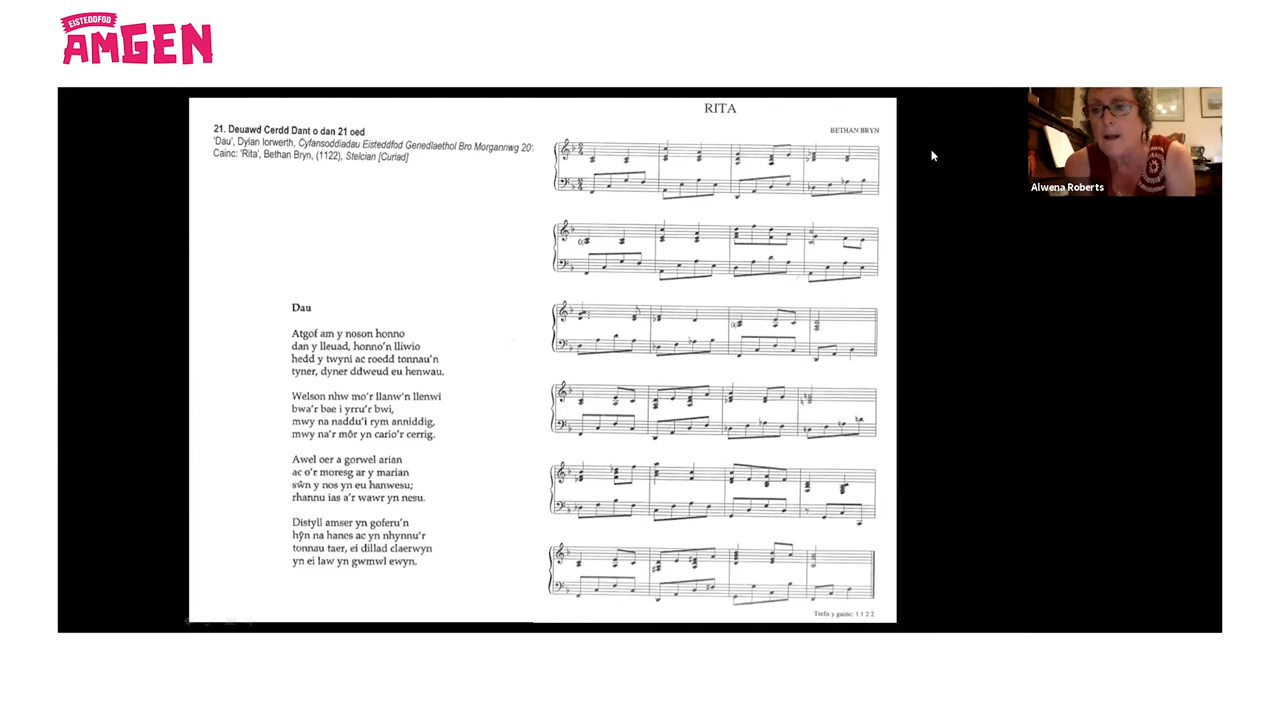 EISTEDDFOD
AMGEN
21. Deuawd Cerdd Dant o dan 21 oed
'Dau', Dylan Iorwerth, Cyfansoddiadau Eisteddfod Genedlaethol Bro Morgannwg
Cainc: 'Rita', Bethan Bryn, (1122), Stelcian [Curiad]
Dau
Atgof am y noson honno
dan y lleuad, honno'n lliwio
hedd y twyni ac roedd tonnau'n
tyner, dyner ddweud eu henwau.
Welson nhw mo'r llanw'n llenwi
bwa'r bae i yrru'r bwi,
mwy na naddu'i rym anniddig,
mwy na'r môr yn cario'r cerrig.
Awel oer a gorwel arian
ac o'r moresg ar y marian
sŵn y nos yn eu hanwesu;
rhannu ias a'r wawr yn nesu.
Distyll amser yn goferu'n
hŷn na hanes ac yn nhynnu'r
tonnau taer, ei dillad claerwyn
yn ei law yn gwmwl ewyn.
RITA
BETHAN BRYN
Trefn y gainc: 1 1 2 2
Alwena Roberts